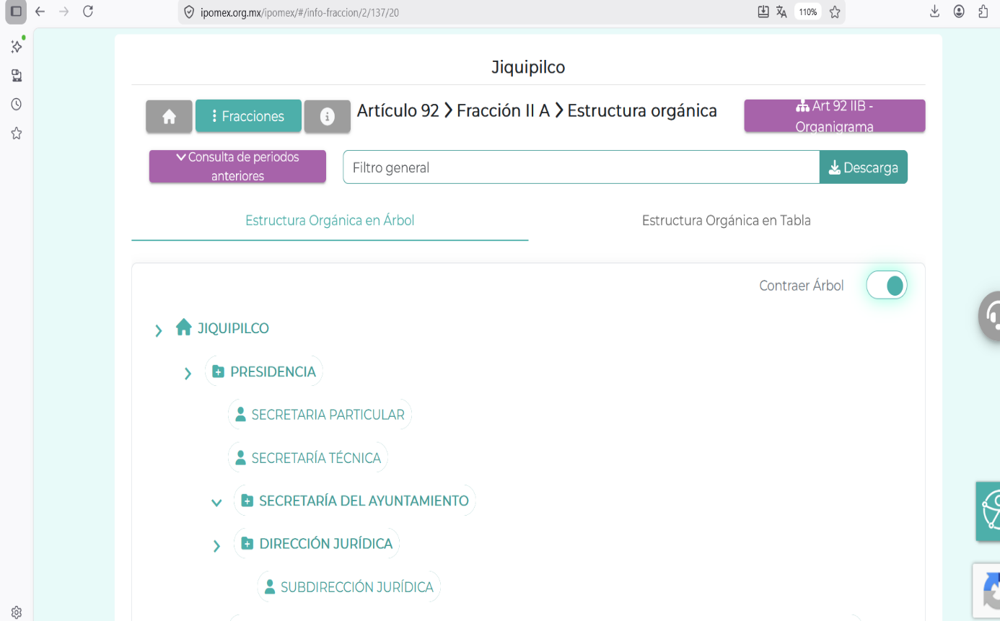 ipomex.org.mx/ipomex/#/info-fraccion/2/137/20
110%
Jiquipilco
Fracciones
Artículo 92 > Fracción II A > Estructura orgánica
Art 92 IIB -
Organigrama
Consulta de periodos
anteriores
Filtro general
Descarga
Estructura Orgánica en Árbol
Estructura Orgánica en Tabla
Contraer Árbol
JIQUIPILCO
PRESIDENCIA
SECRETARIA PARTICULAR
SECRETARÍA TÉCNICA
SECRETARÍA DEL AYUNTAMIENTO
DIRECCIÓN JURÍDICA
SUBDIRECCIÓN JURÍDICA